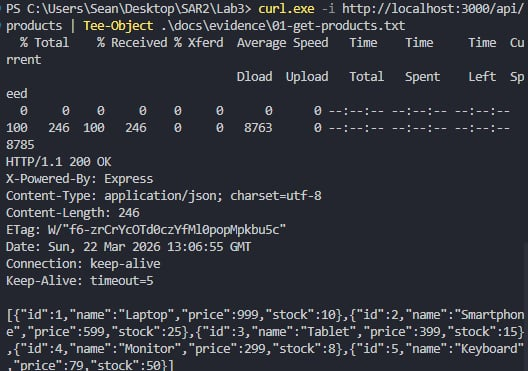 PS C:\Users\Sean\Desktop\SAR2\Lab3> curl.exe -i http://localhost:3000/api/
products | Tee-Object .\docs\evidence\01-get-products.txt
  % Total    % Received % Xferd  Average Speed   Time    Time     Time  Cu
rrent
                                 Dload  Upload   Total   Spent    Left  Sp
eed
  0     0    0     0    0     0      0      0 --:--:-- --:--:-- --:--:--
100   246  100   246    0     0   8763      0 --:--:-- --:--:-- --:--:--
8785
HTTP/1.1 200 OK
X-Powered-By: Express
Content-Type: application/json; charset=utf-8
Content-Length: 246
ETag: W/"f6-zrCrYcOTd0czYfMl0popMpkbu5c"
Date: Sun, 22 Mar 2026 13:06:55 GMT
Connection: keep-alive
Keep-Alive: timeout=5

[{"id":1,"name":"Laptop","price":999,"stock":10},{"id":2,"name":"Smartphon
e","price":599,"stock":25},{"id":3,"name":"Tablet","price":399,"stock":15}
,{"id":4,"name":"Monitor","price":299,"stock":8},{"id":5,"name":"Keyboard"
,"price":79,"stock":50}]